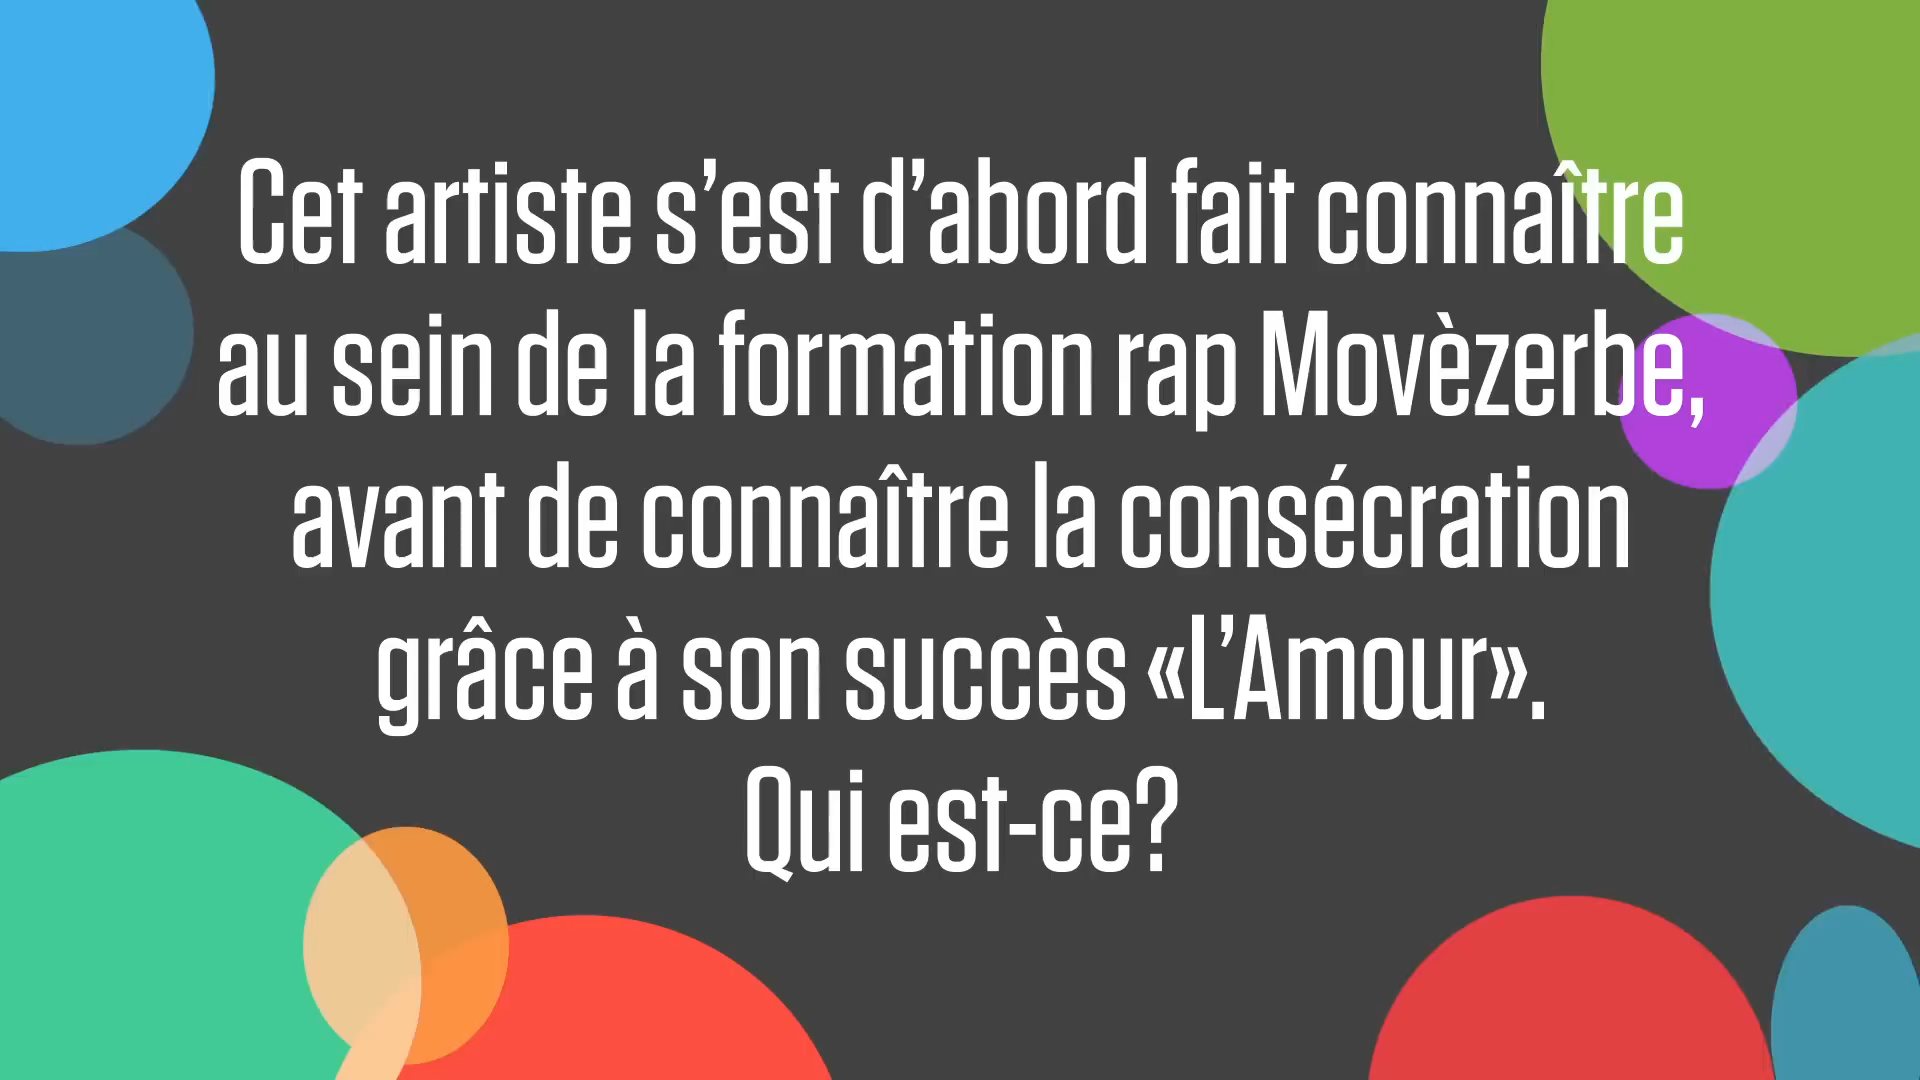 Cet artiste s’est d’abord fait connaître
au sein de la formation rap Movèzerbe,
avant de connaître la consécration
grâce à son succès «L’Amour».
Qui est-ce?